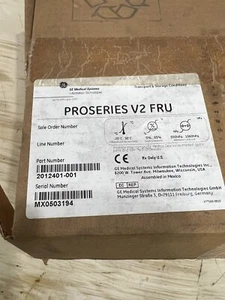 GE Medical Systems
Information Technologies
Transport & Storage Conditions
PROSERIES V2 FRU
Sale Order Number
Line Number
Part Number
2012401-001
Serial Number
MX0503194
CE
Rx Only U.S.
GE Medical Systems Information Technologies Inc.,
8200 W. Tower Ave. Milwaukee, Wisconsin, USA
Assembled in Mexico.
EC REP
GE Medical Systems Information Technologies GmbH
Munzinger Straße 3, D-79111 Freiburg, Germany